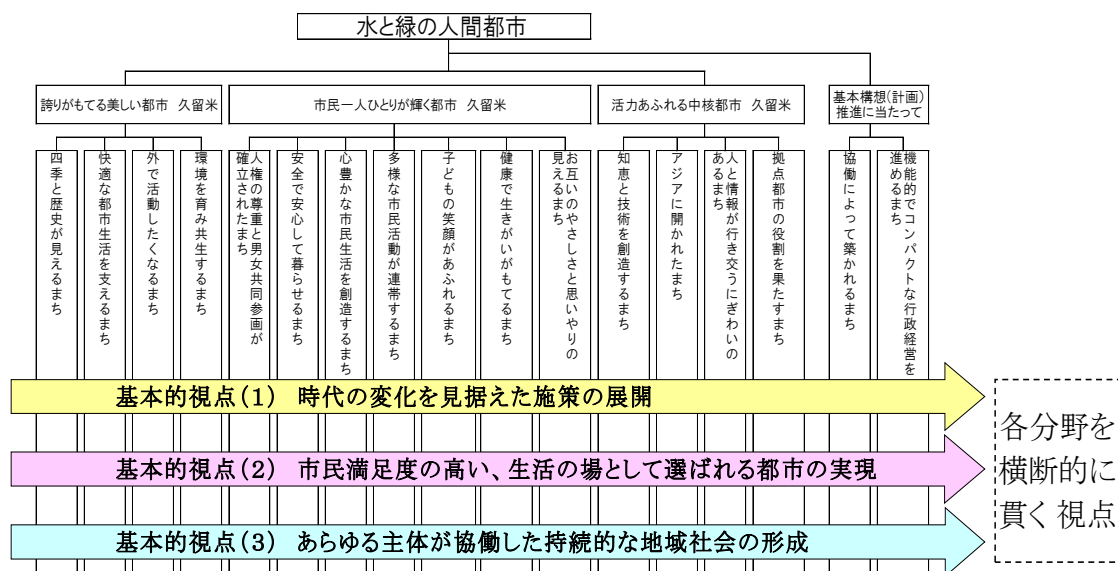 水と緑の人間都市
誇りがもてる美しい都市 久留米
市民一人ひとりが輝く都市 久留米
活力あふれる中核都市 久留米
基本構想(計画)
推進に当たって
四季と歴史が見えるまち
快適な都市生活を支えるまち
外で活動したくなるまち
環境を育み共生するまち
人権の尊重と男女共同参画が
確立されたまち
安全で安心して暮らせるまち
心豊かな市民生活を創造するまち
多様な市民活動が連帯するまち
子どもの笑顔があふれるまち
健康で生きがいがもてるまち
お互いのやさしさと思いやりの
見えるまち
知恵と技術を創造するまち
アジアに開かれたまち
人と情報が行き交うにぎわいの
あるまち
拠点都市の役割を果たすまち
協働によって築かれるまち
機能的でコンパクトな行政経営を
進めるまち
基本的視点(1) 時代の変化を見据えた施策の展開
基本的視点(2) 市民満足度の高い、生活の場として選ばれる都市の実現
基本的視点(3) あらゆる主体が協働した持続的な地域社会の形成
各分野を
横断的に
貫く視点